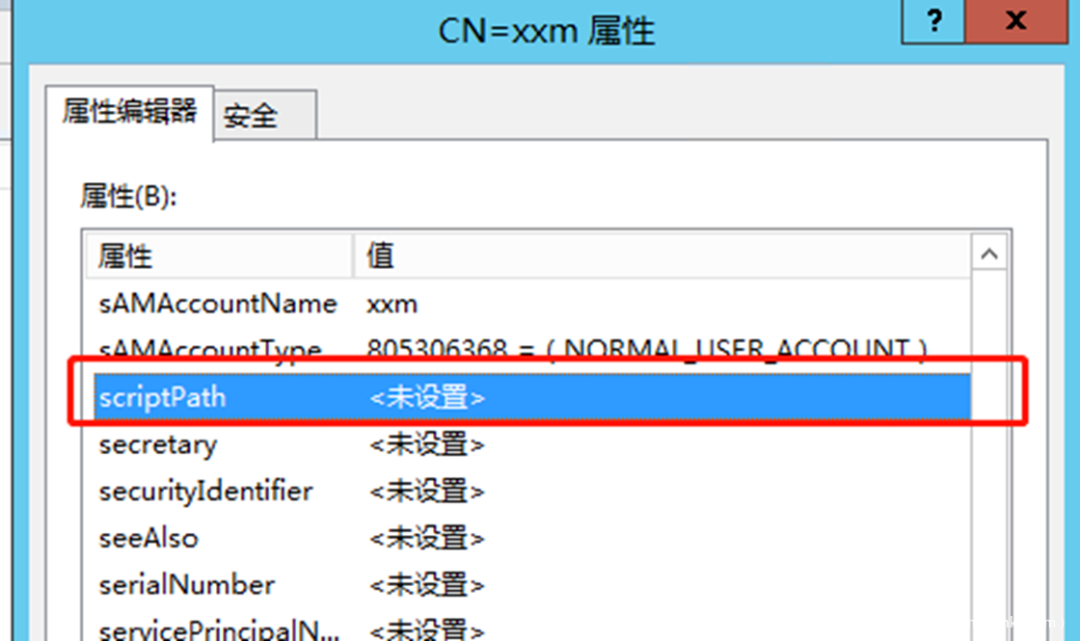 CN=xxm 属性
?
x
属性编辑器
安全
属性(B):
属性 值
sAMAccountName xxm
sAMAccountType 805306368 = ( NORMAL_USER_ACCOUNT )
scriptPath <未设置>
secretary <未设置>
securityIdentifier <未设置>
seeAlso <未设置>
serialNumber <未设置>
servicePrincipalN... <未设置>